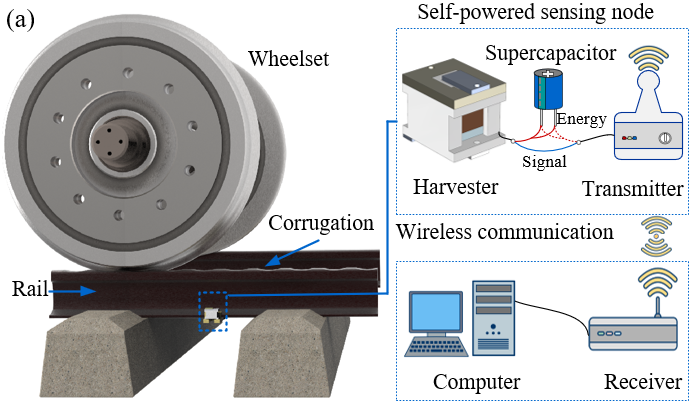 (a)
Self-powered sensing node
Wheelset
Supercapacitor
Energy
Signal
Harvester
Transmitter
Corrugation
Wireless communication
Rail
Computer
Receiver